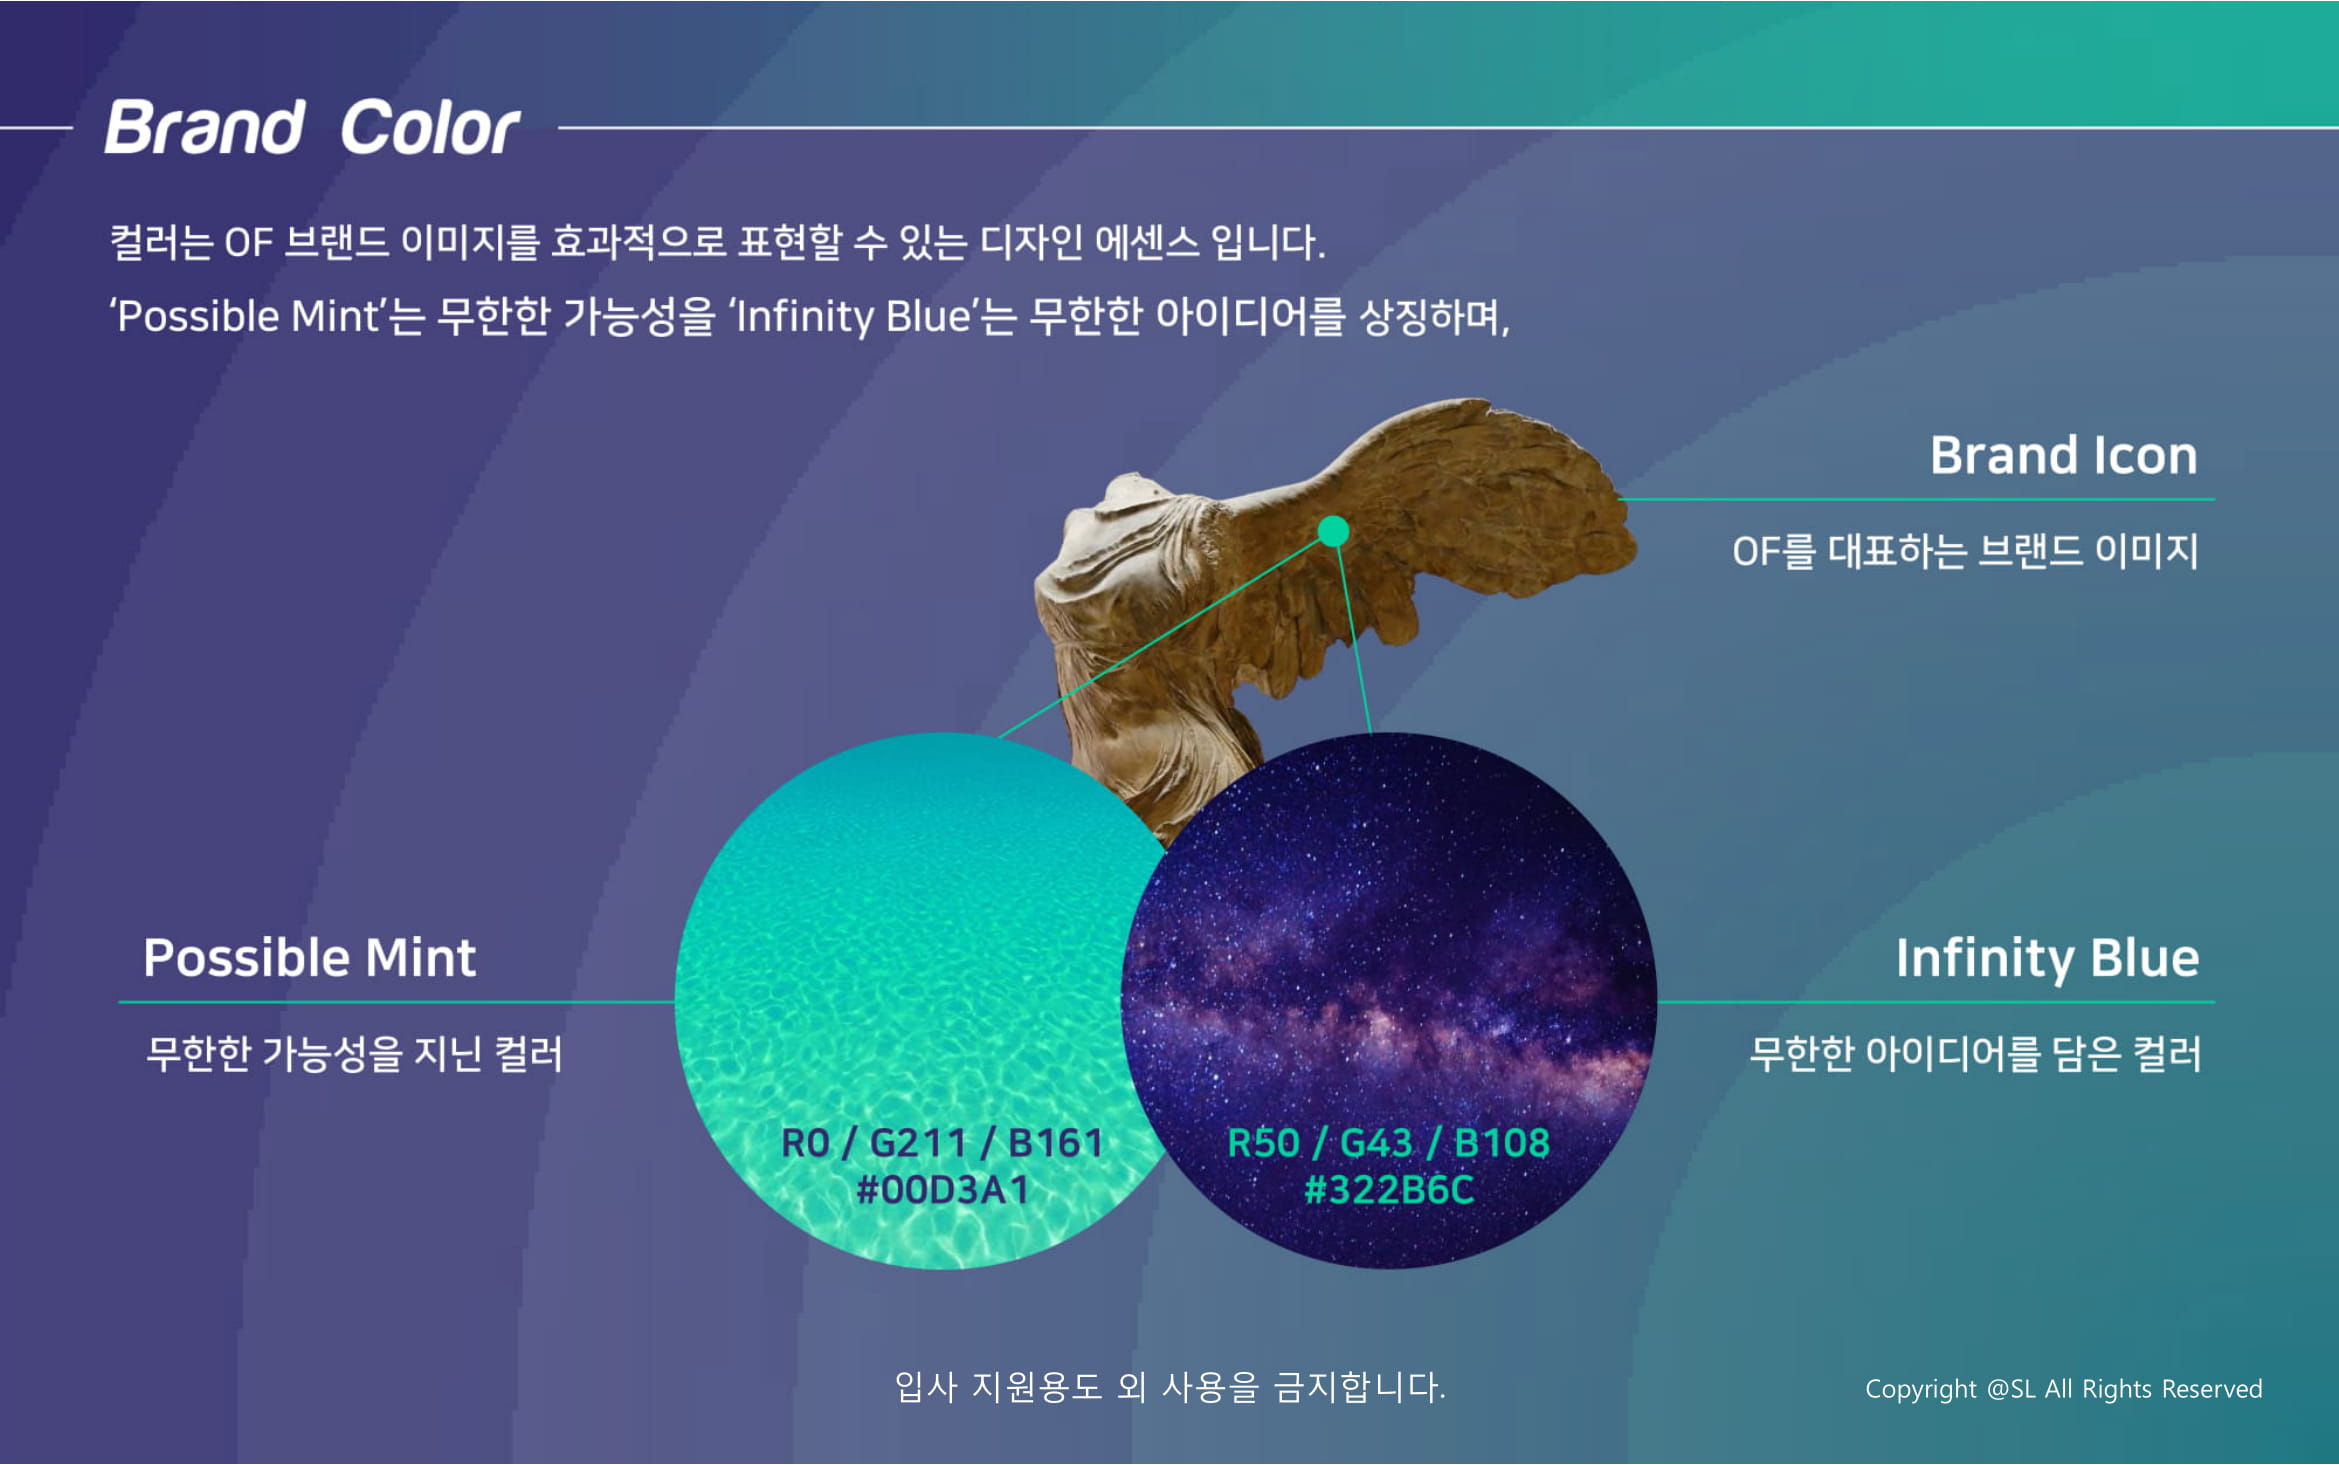 Brand Color
컬러는 OF 브랜드 이미지를 효과적으로 표현할 수 있는 디자인 에센스 입니다.
‘Possible Mint’는 무한한 가능성을 ‘Infinity Blue’는 무한한 아이디어를 상징하며,
Brand Icon
OF를 대표하는 브랜드 이미지
Possible Mint
무한한 가능성을 지닌 컬러
Infinity Blue
무한한 아이디어를 담은 컬러
R0 / G211 / B161
#00D3A1
R50 / G43 / B108
#322B6C
입사 지원용도 외 사용을 금지합니다.
Copyright @SL All Rights Reserved